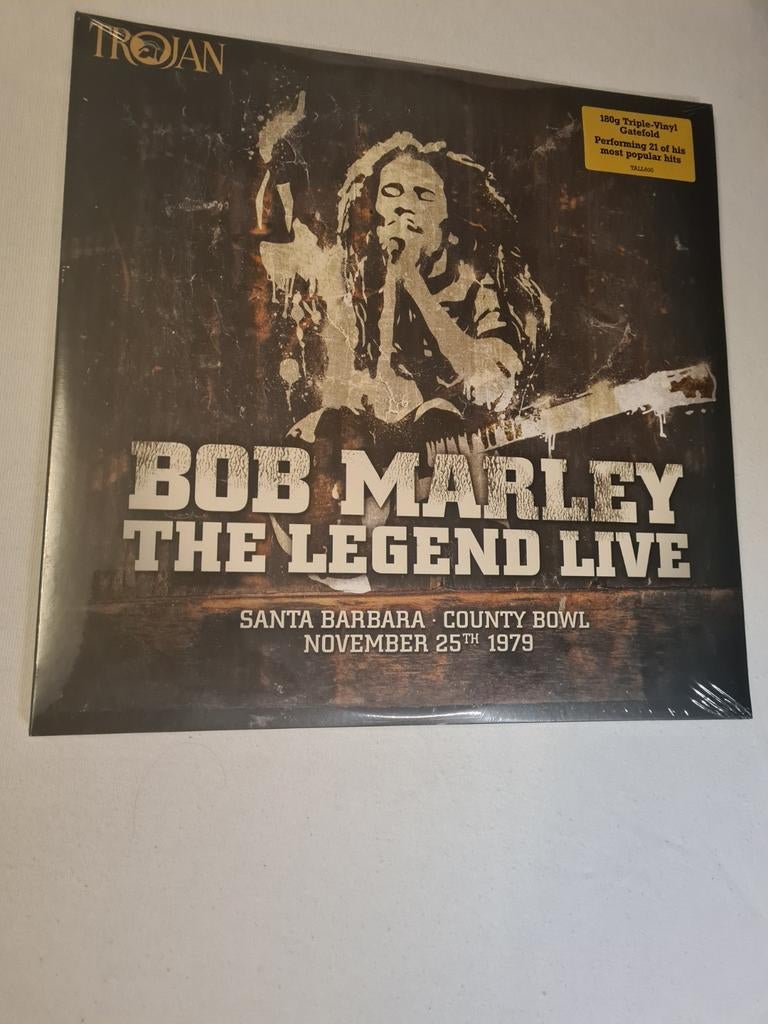 TROJAN
180g Triple-Vinyl
Gatefold
Performing 21 of his
most popular hits
TALL600
BOB MARLEY
THE LEGEND LIVE
SANTA BARBARA · COUNTY BOWL
NOVEMBER 25TH 1979